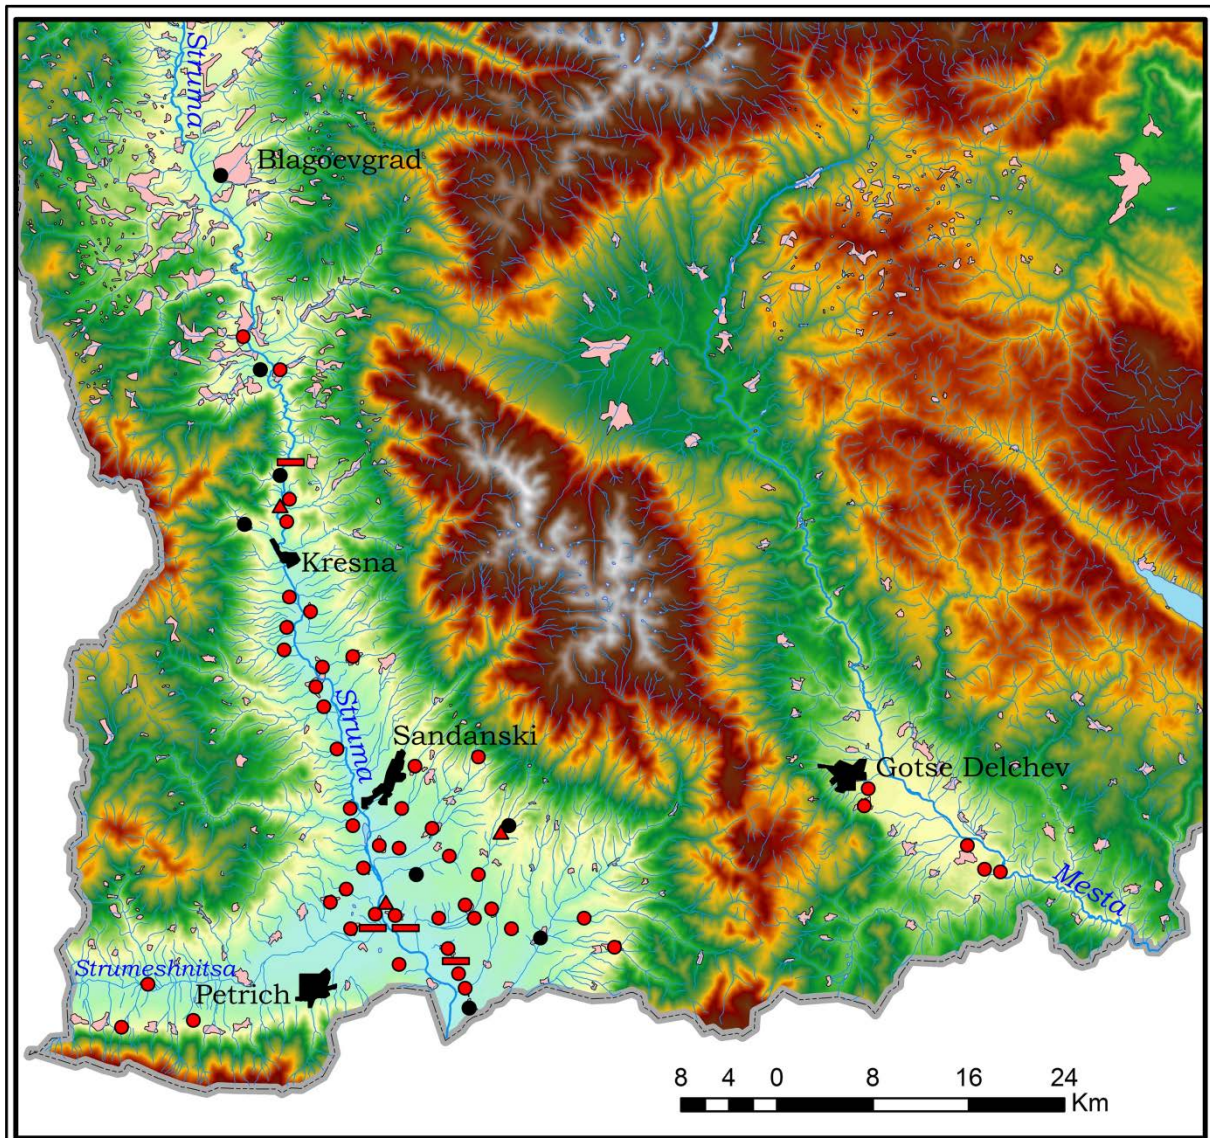 Struma
Blagoevgrad
Kresna
Struma
Sandanski
Gotse Delchev
Mesta
Strumeshnitsa
Petrich
8 4 0 8 16 24
Km